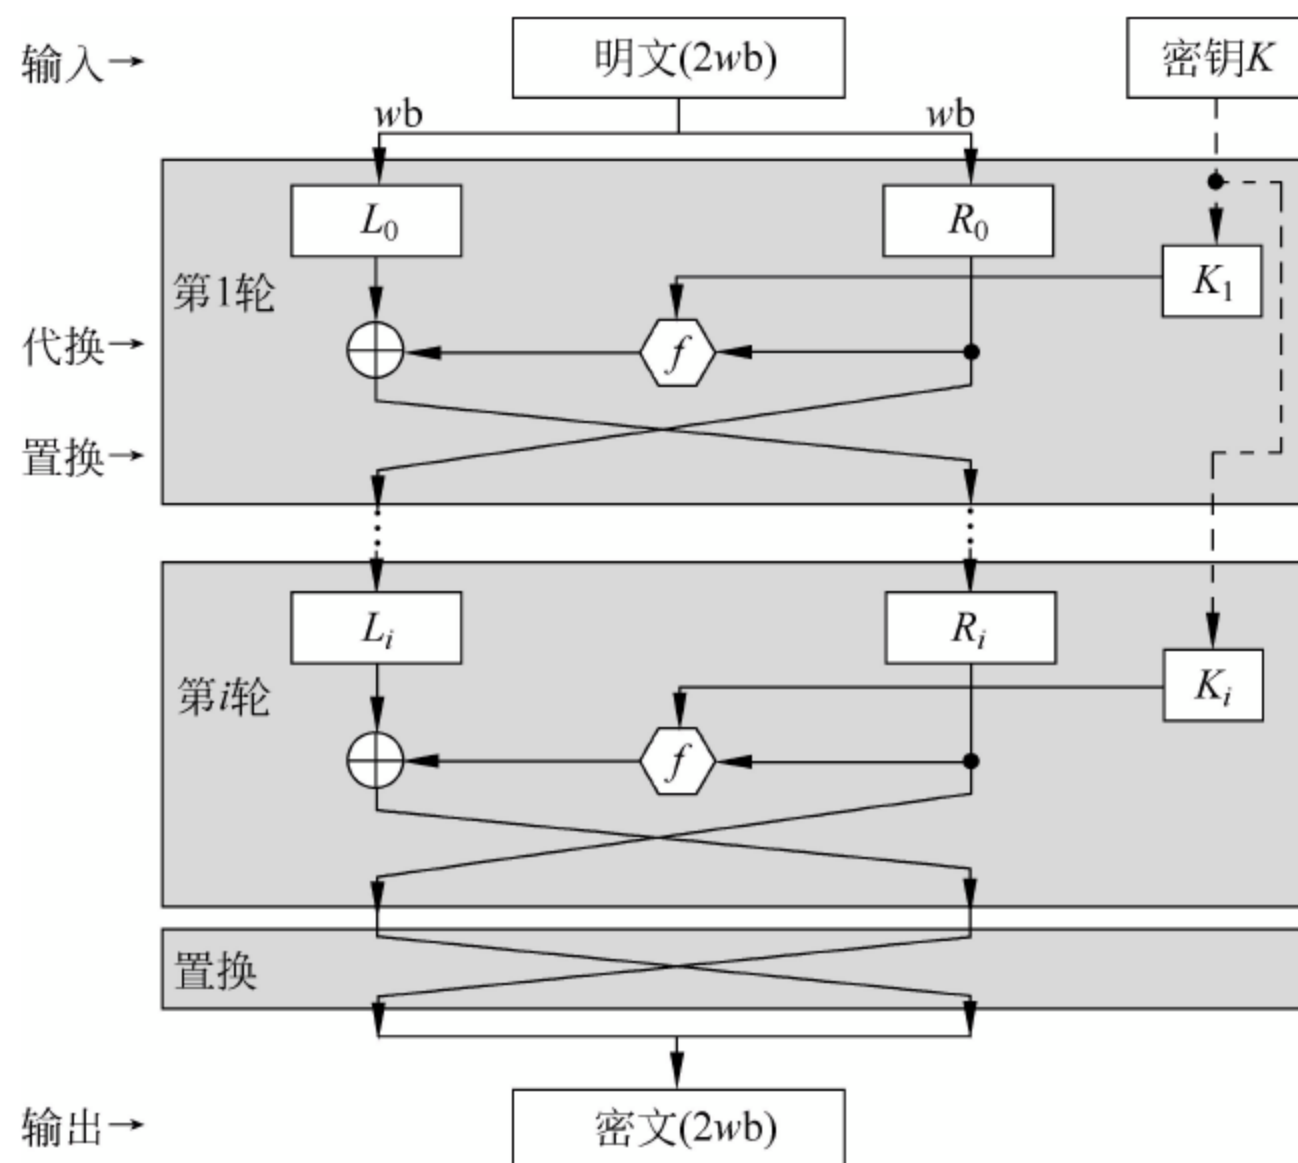 输入→
明文(2wb)
密钥K
wb
wb
L₀
R₀
第1轮
K₁
代换→
f
置换→
Lᵢ
Rᵢ
第i轮
Kᵢ
f
置换
输出→
密文(2wb)